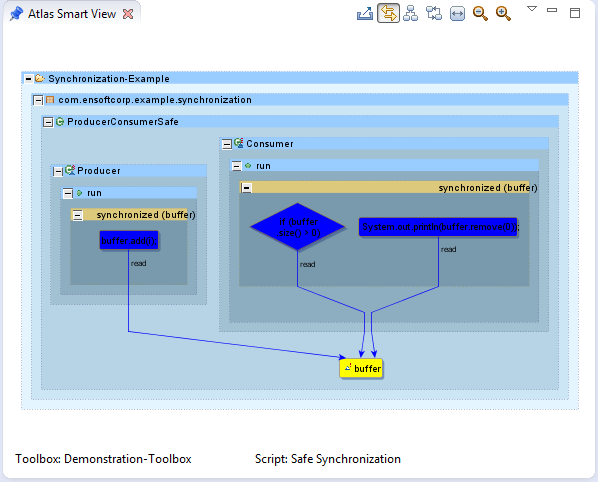 Atlas Smart View
Synchronization-Example
com.ensoftcorp.example.synchronization
ProducerConsumerSafe
Consumer
Producer
run
run
synchronized (buffer)
synchronized (buffer)
if (buffer.
size() > 0)
System.out.println(buffer.remove(0));
buffer.add(i);
read
read
read
buffer
Toolbox: Demonstration-Toolbox
Script: Safe Synchronization